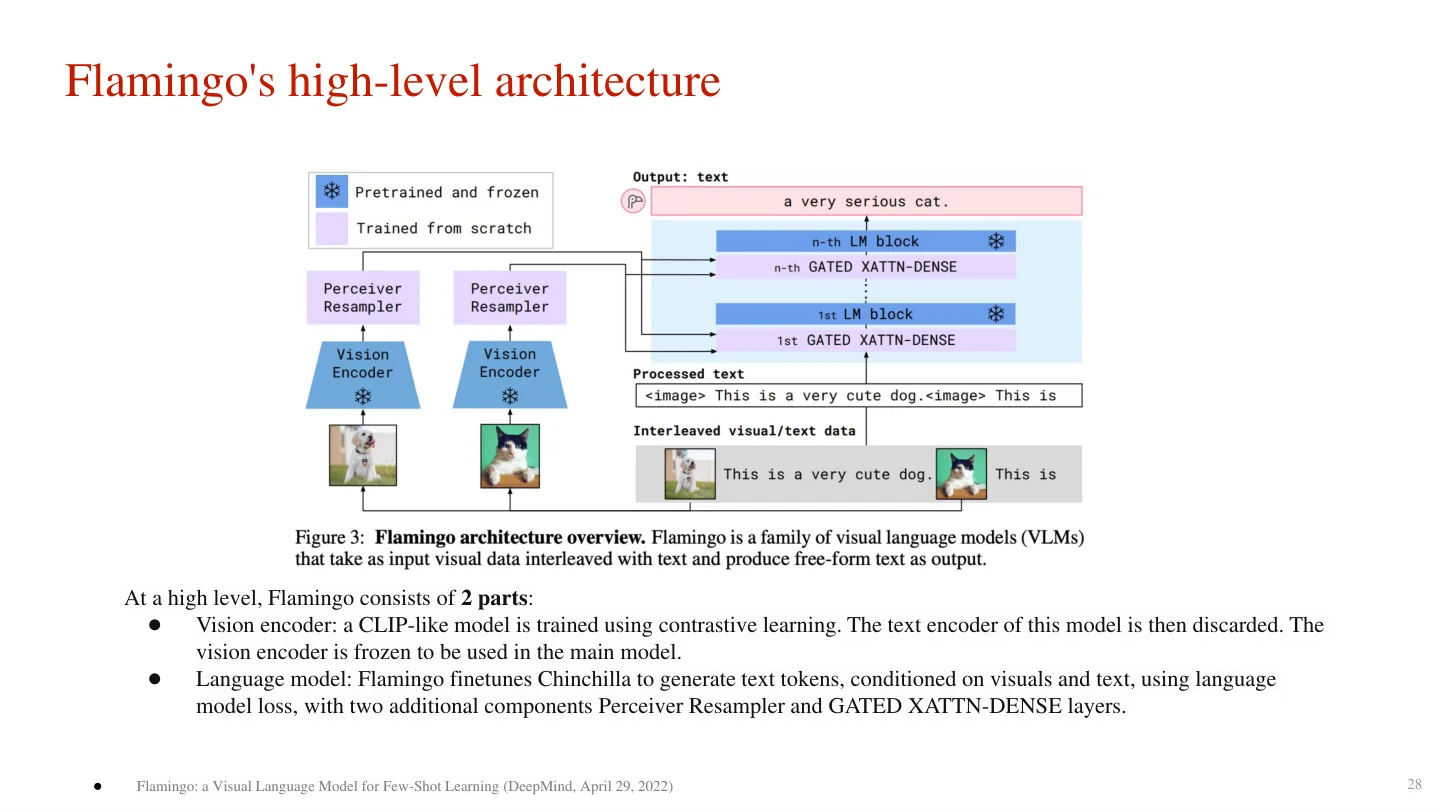 Flamingo's high-level architecture
Pretrained and frozen
Trained from scratch
Perceiver
Resampler
Perceiver
Resampler
Vision
Encoder
Vision
Encoder
Output: text
a very serious cat.
n-th LM block
n-th GATED XATTN-DENSE
1st LM block
1st GATED XATTN-DENSE
Processed text
<image> This is a very cute dog.<image> This is
Interleaved visual/text data
This is a very cute dog. This is
Figure 3: Flamingo architecture overview. Flamingo is a family of visual language models (VLMs)
that take as input visual data interleaved with text and produce free-form text as output.
At a high level, Flamingo consists of 2 parts:
● Vision encoder: a CLIP-like model is trained using contrastive learning. The text encoder of this model is then discarded. The
vision encoder is frozen to be used in the main model.
● Language model: Flamingo finetunes Chinchilla to generate text tokens, conditioned on visuals and text, using language
model loss, with two additional components Perceiver Resampler and GATED XATTN-DENSE layers.
● Flamingo: a Visual Language Model for Few-Shot Learning (DeepMind, April 29, 2022)
28